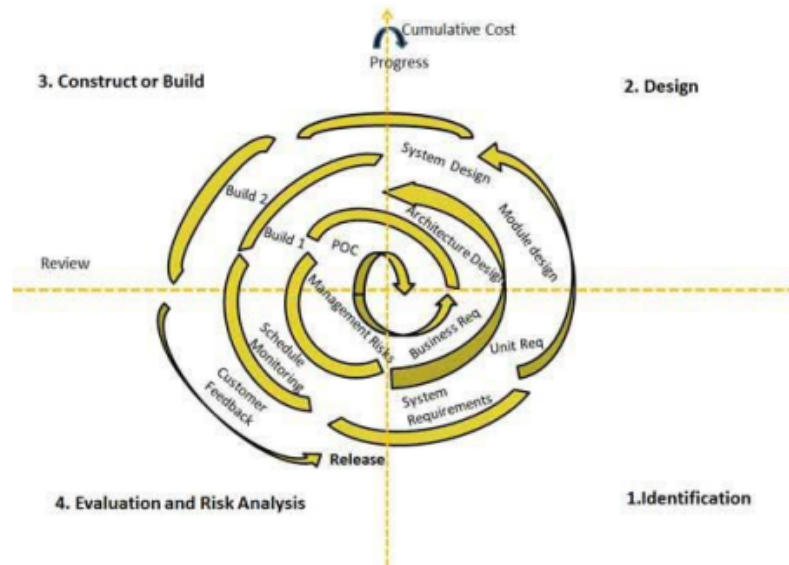 Cumulative Cost
Progress
3. Construct or Build
2. Design
System Design
Build 2
Module design
Architecture Design
Build 1
POC
Review
Management Risks
Business Req
Unit Req
Schedule
Monitoring
System
Requirements
Customer
Feedback
Release
4. Evaluation and Risk Analysis
1.Identification